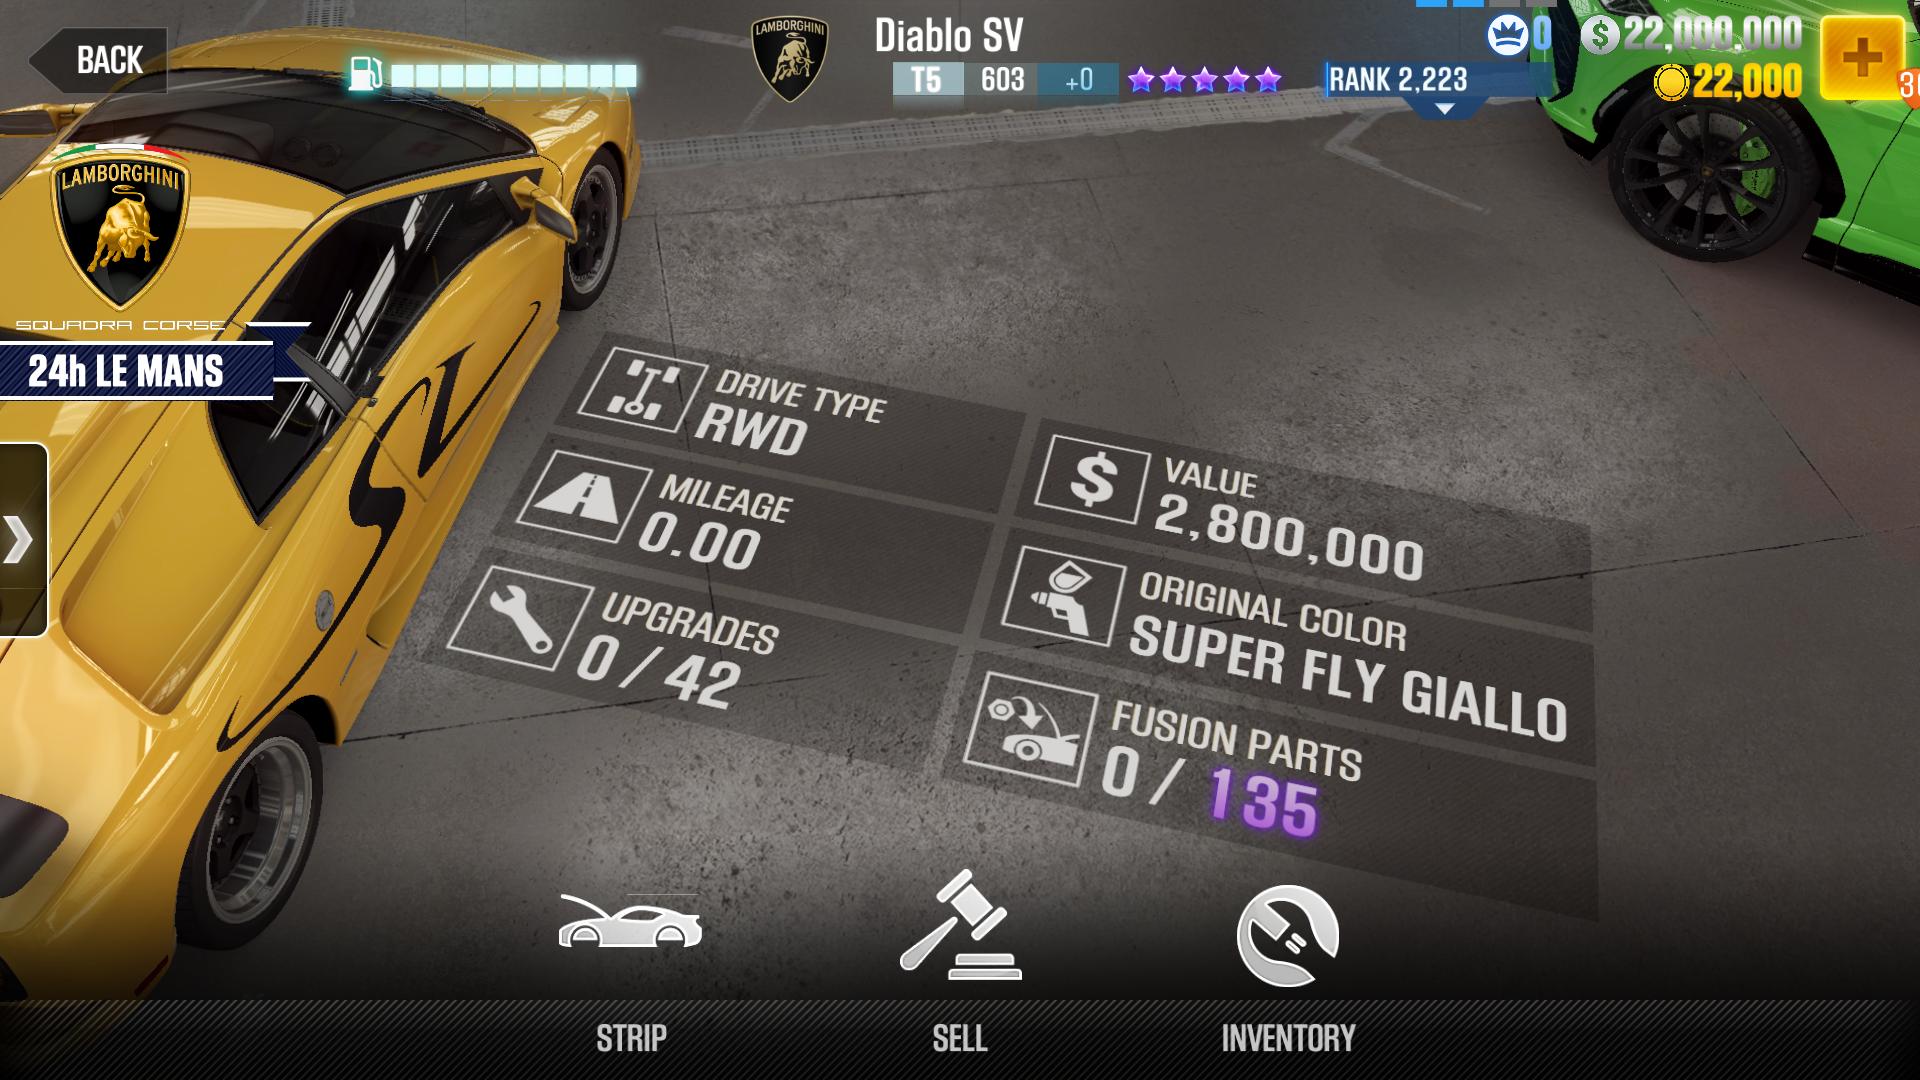 BACK
LAMBORGHINI
Diablo SV
T5 603 +0
RANK 2,223
0
22,000,000
22,000
LAMBORGHINI
SQUADRA CORSE
24h LE MANS
SV
DRIVE TYPE
RWD
MILEAGE
0.00
UPGRADES
0 / 42
VALUE
2,800,000
ORIGINAL COLOR
SUPER FLY GIALLO
FUSION PARTS
0 / 135
STRIP
SELL
INVENTORY